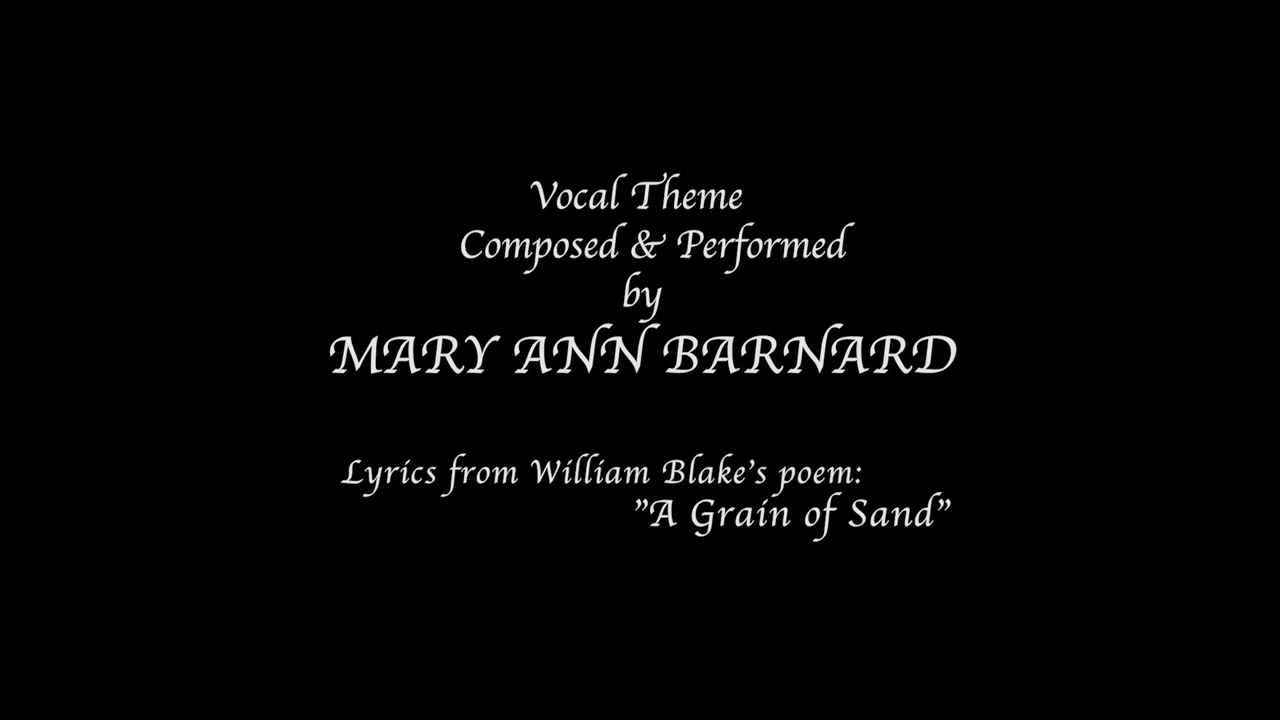 Vocal Theme
Composed & Performed
by
MARY ANN BARNARD
Lyrics from William Blake's poem:
"A Grain of Sand"